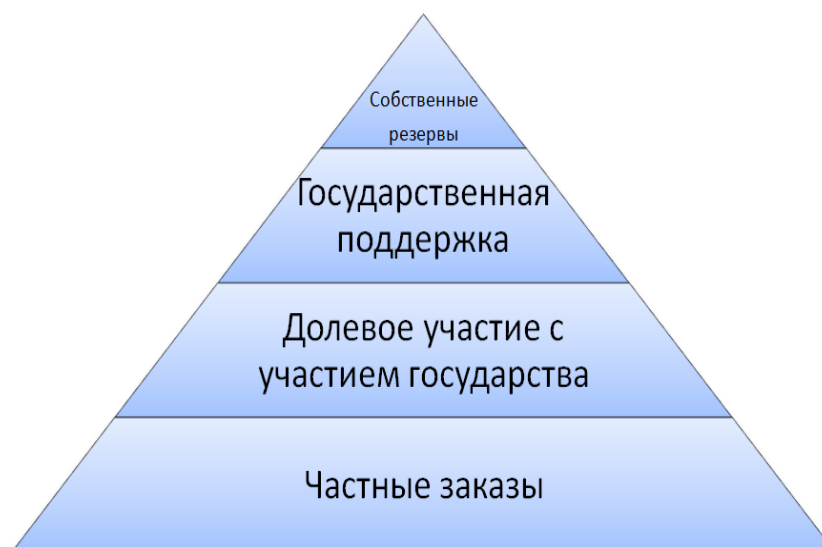 Собственные
резервы
Государственная
поддержка
Долевое участие с
участием государства
Частные заказы